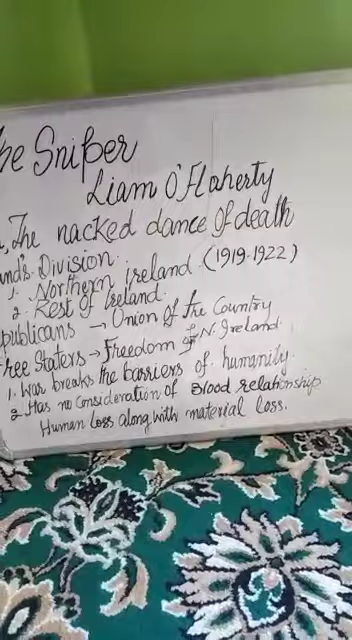 he Sniper
Liam O'Flaherty
, The nacked dance of death
and's Division.
1. Northern Ireland (1919-1922)
2. Rest of Ireland.
publicans → Union of the Country
ree Staters → Freedom of N. Ireland.
1. War breaks the barriers of humanity.
2. Has no consideration of Blood relationship
Human loss along with material loss.